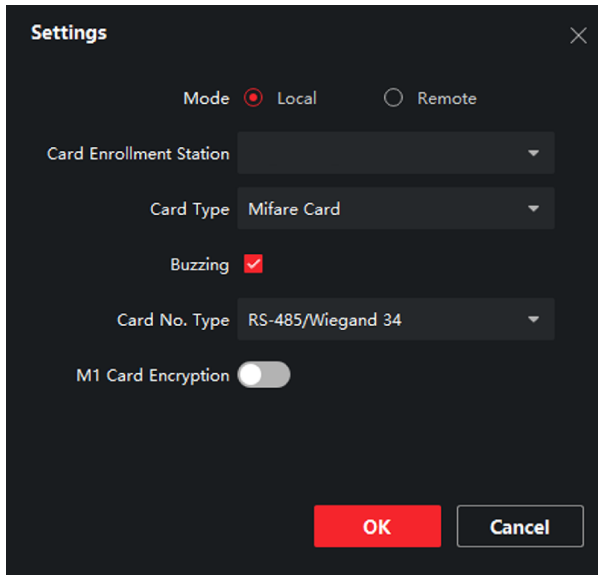 Settings
Mode Local Remote
Card Enrollment Station
Card Type Mifare Card
Buzzing
Card No. Type RS-485/Wiegand 34
M1 Card Encryption
OK Cancel